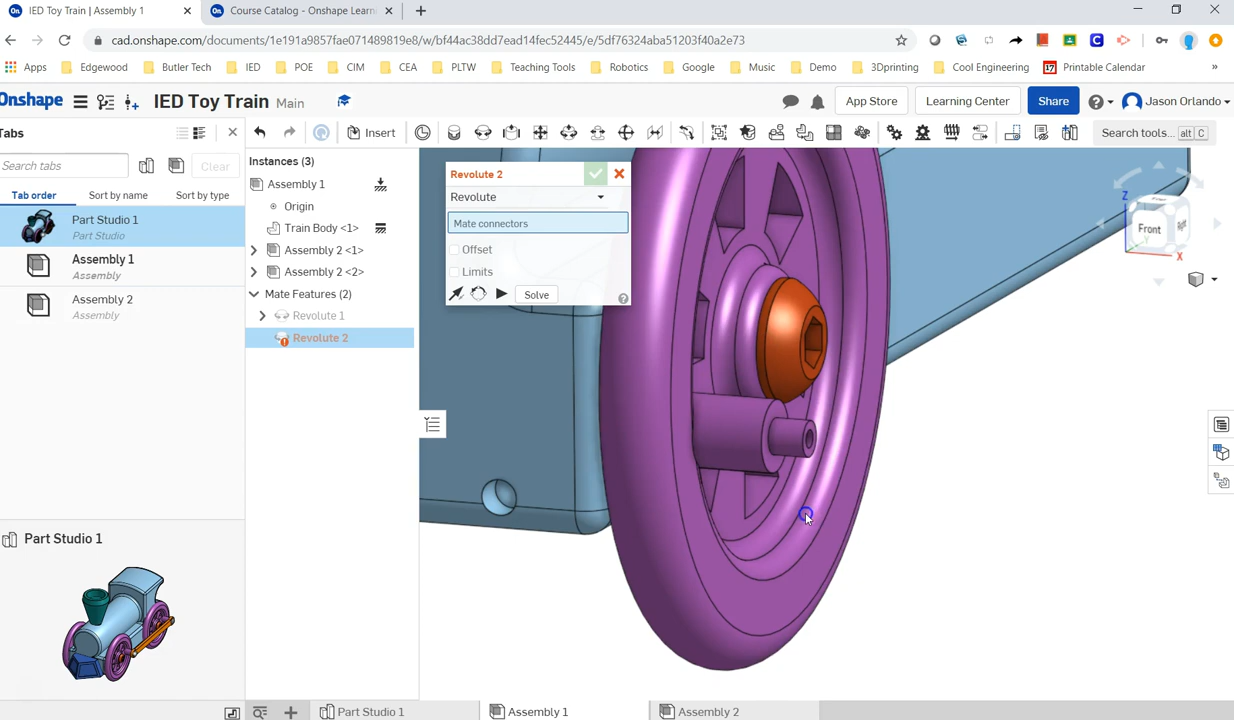 IED Toy Train | Assembly 1
Course Catalog - Onshape Learn
cad.onshape.com/documents/1e191a9857fae071489819e8/w/bf44ac38dd7ead14fec52445/e/5df76324aba51203f40a2e73
Apps Edgewood Butler Tech IED POE CIM CEA PLTW Teaching Tools Robotics Google Music Demo 3Dprinting Cool Engineering 17 Printable Calendar »
Onshape IED Toy Train Main App Store Learning Center Share Jason Orlando
Tabs
Insert
Search tools... alt C
Search tabs
Clear
Tab order Sort by name Sort by type
Part Studio 1
Part Studio
Assembly 1
Assembly
Assembly 2
Assembly
Part Studio 1
Instances (3)
Assembly 1
Origin
Train Body <1>
Assembly 2 <1>
Assembly 2 <2>
Mate Features (2)
Revolute 1
Revolute 2
Revolute 2
Revolute
Mate connectors
Offset
Limits
Solve
Z
Front
Right
X
Part Studio 1 Assembly 1 Assembly 2